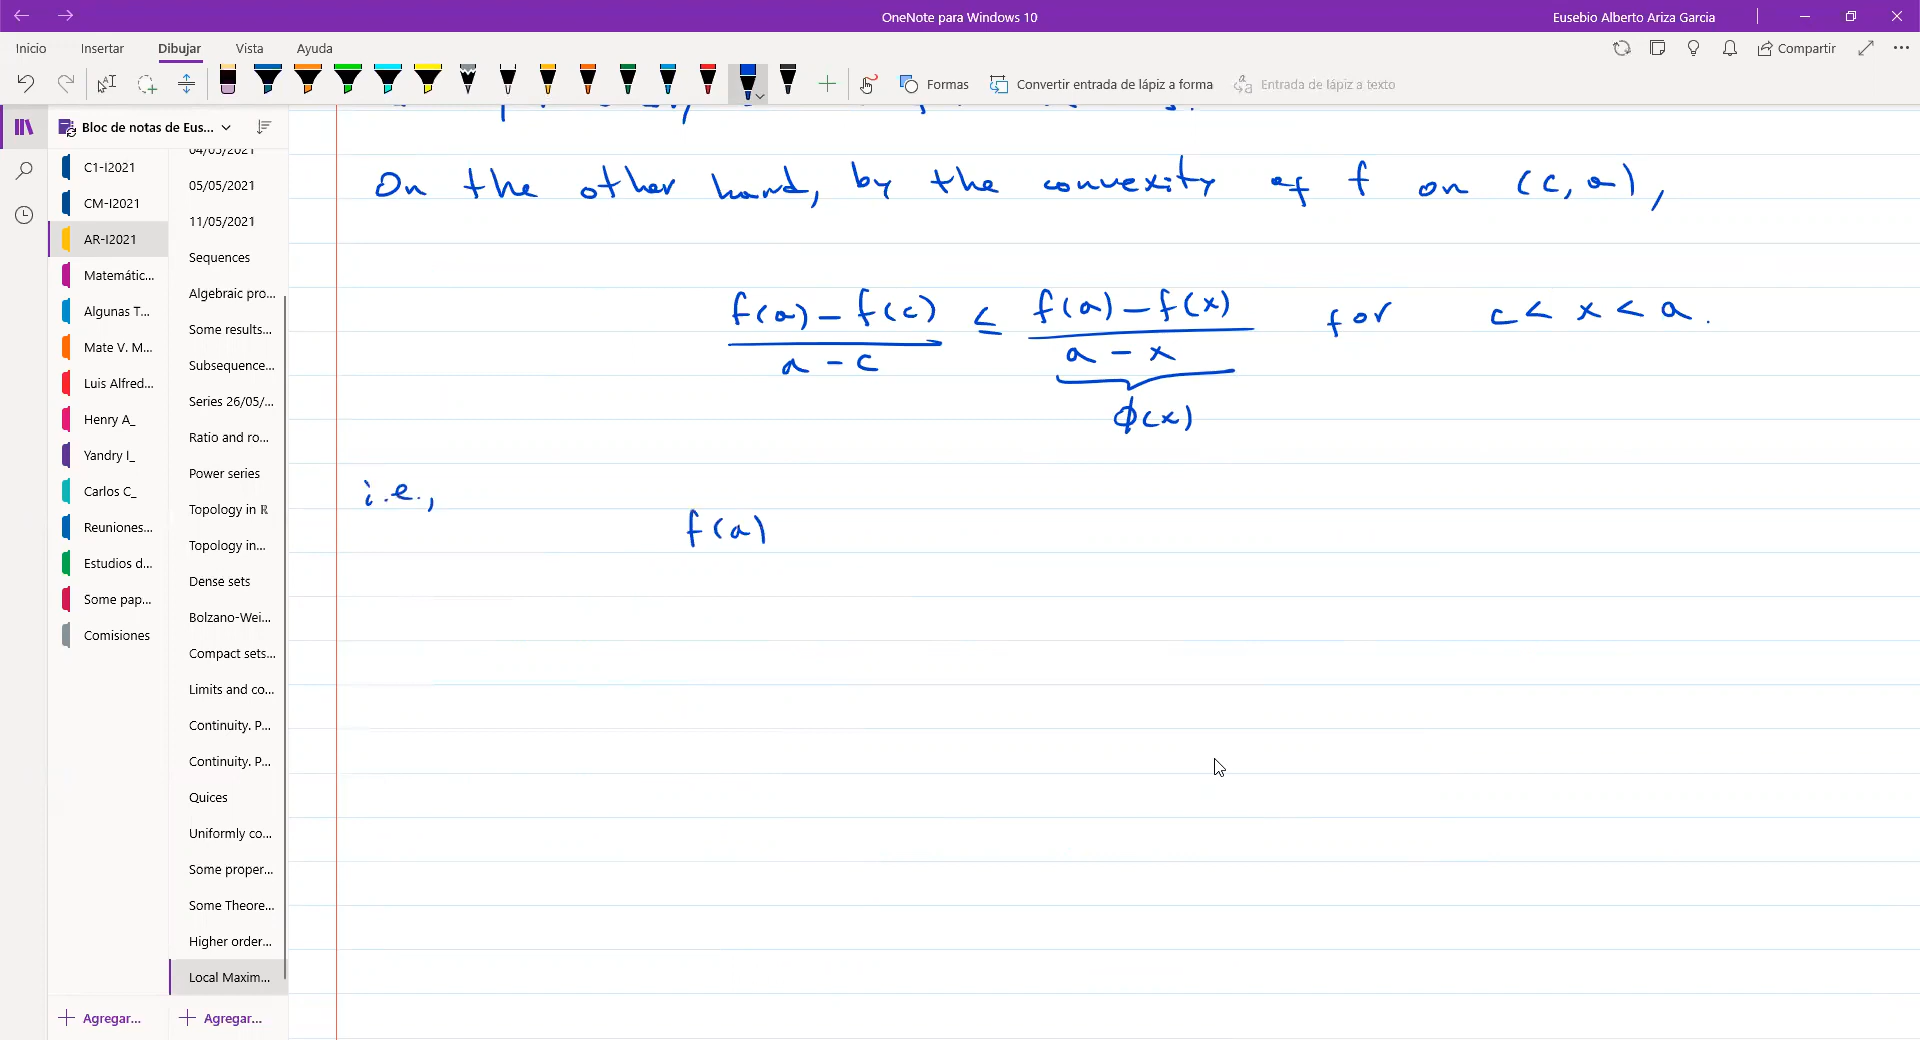 OneNote para Windows 10
Eusebio Alberto Ariza Garcia
Inicio Insertar Dibujar Vista Ayuda
Compartir
Formas Convertir entrada de lápiz a forma Entrada de lápiz a texto
Bloc de notas de Eus...
C1-I2021
CM-I2021
AR-I2021
Matemátic...
Algunas T...
Mate V. M...
Luis Alfred...
Henry A_
Yandry I_
Carlos C_
Reuniones...
Estudios d...
Some pap...
Comisiones
Agregar...
04/05/2021
05/05/2021
11/05/2021
Sequences
Algebraic pro...
Some results...
Subsequence...
Series 26/05/...
Ratio and ro...
Power series
Topology in ℝ
Topology in...
Dense sets
Bolzano-Wei...
Compact sets...
Limits and co...
Continuity. P...
Continuity. P...
Quices
Uniformly co...
Some proper...
Some Theore...
Higher order...
Local Maxim...
Agregar...
On the other hand, by the convexity of f on (c, a),
f(a) - f(c) ≤ f(a) - f(x) for c < x < a.
a - c a - x
ϕ(x)
i.e.,
f(a)